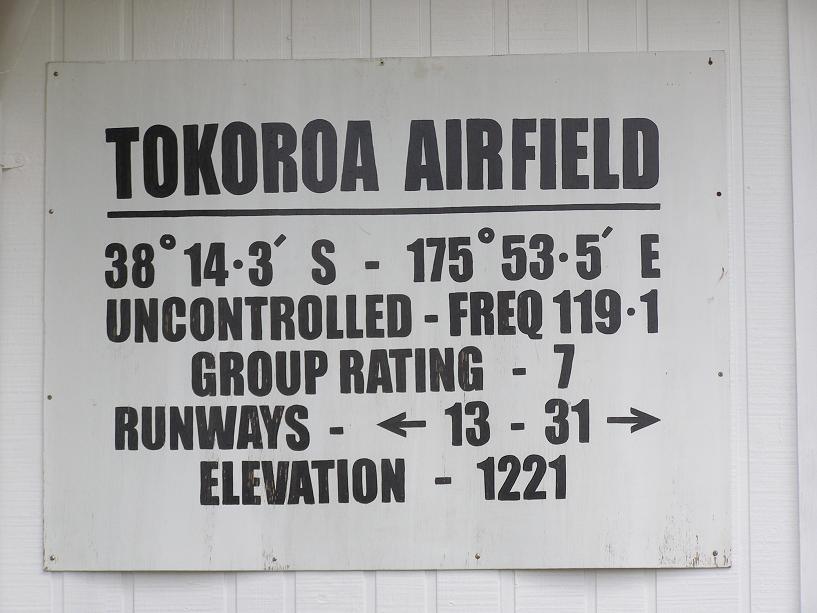 TOKOROA AIRFIELD
38° 14·3′ S - 175° 53·5′ E
UNCONTROLLED - FREQ 119·1
GROUP RATING - 7
RUNWAYS - ← 13 - 31 →
ELEVATION - 1221